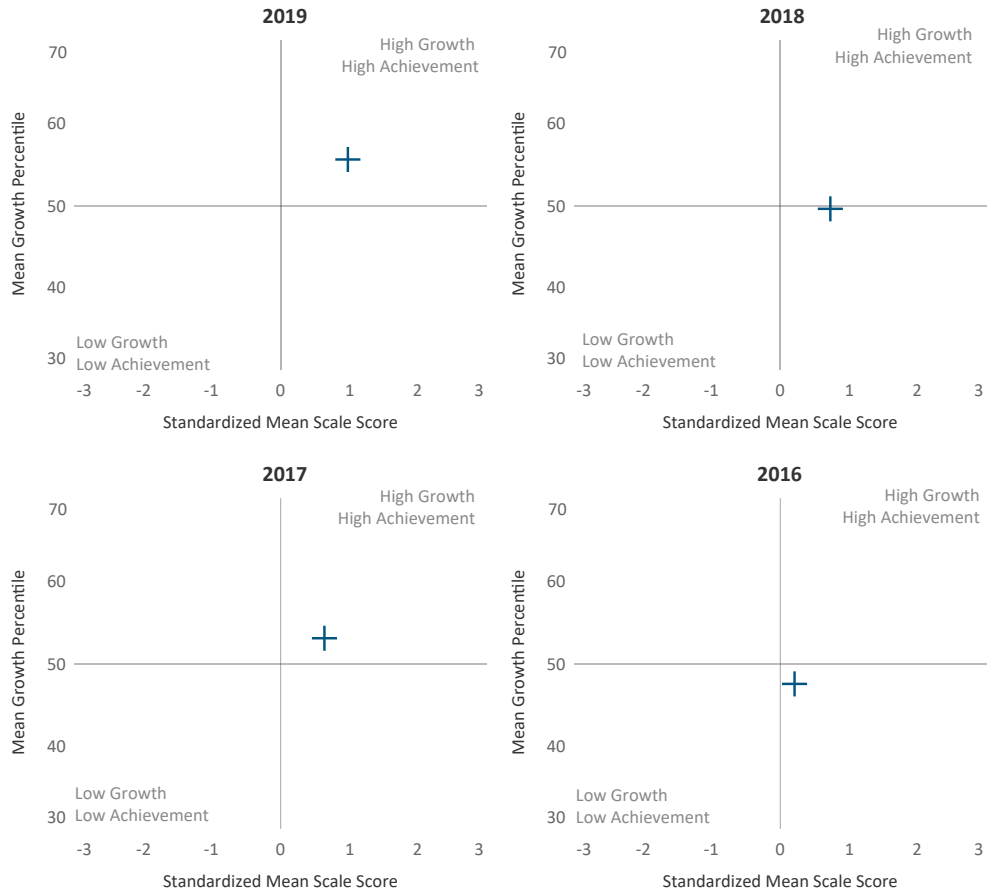 2019
High Growth
High Achievement
70
60
50
40
30
Mean Growth Percentile
Low Growth
Low Achievement
-3 -2 -1 0 1 2 3
Standardized Mean Scale Score
2018
High Growth
High Achievement
70
60
50
40
30
Mean Growth Percentile
Low Growth
Low Achievement
-3 -2 -1 0 1 2 3
Standardized Mean Scale Score
2017
High Growth
High Achievement
70
60
50
40
30
Mean Growth Percentile
Low Growth
Low Achievement
-3 -2 -1 0 1 2 3
Standardized Mean Scale Score
2016
High Growth
High Achievement
70
60
50
40
30
Mean Growth Percentile
Low Growth
Low Achievement
-3 -2 -1 0 1 2 3
Standardized Mean Scale Score